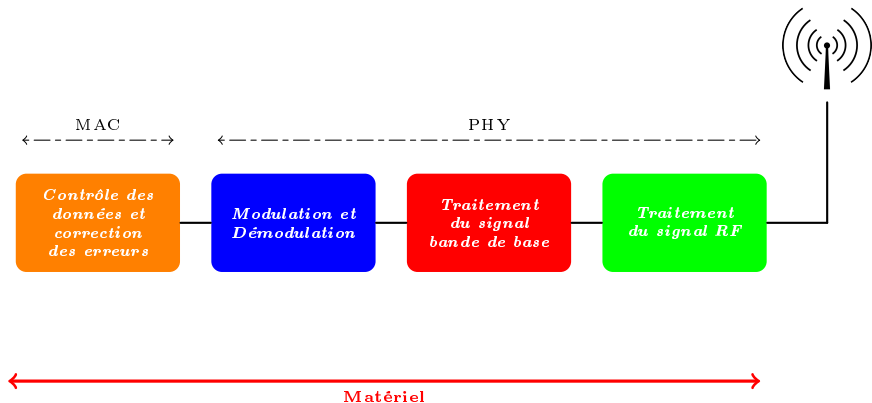 MAC
PHY
Contrôle des
données et
correction
des erreurs
Modulation et
Démodulation
Traitement
du signal
bande de base
Traitement
du signal RF
Matériel